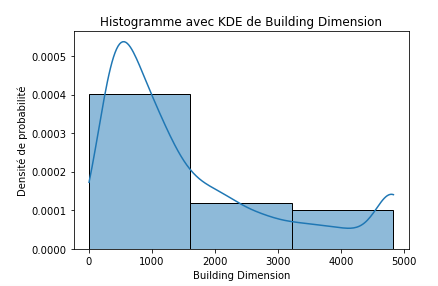 Histogramme avec KDE de Building Dimension
Densité de probabilité
0.0005
0.0004
0.0003
0.0002
0.0001
0.0000
0 1000 2000 3000 4000 5000
Building Dimension